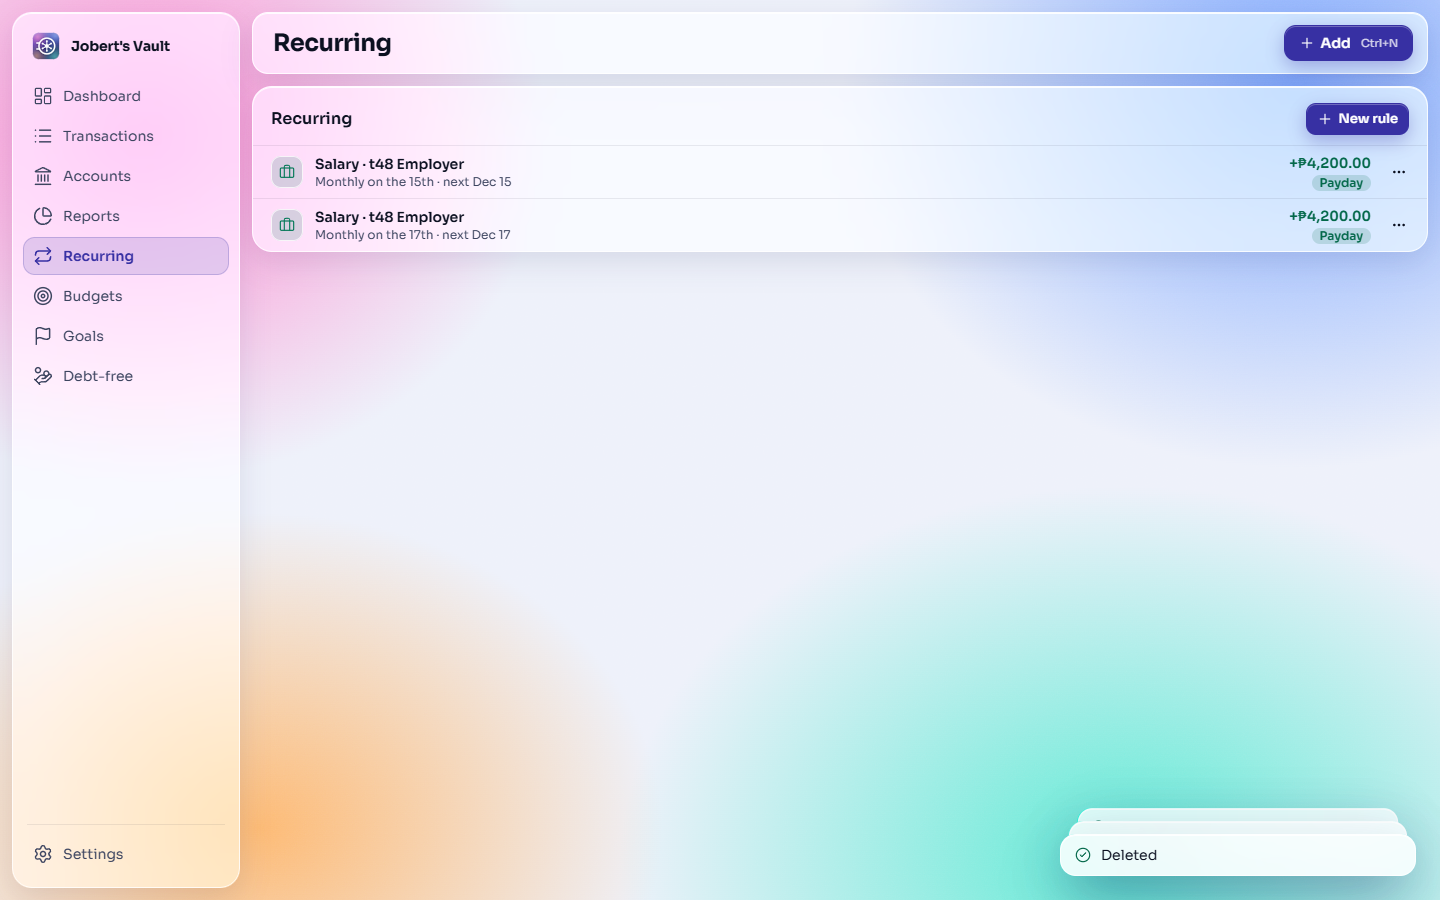 Jobert's Vault
Dashboard
Transactions
Accounts
Reports
Recurring
Budgets
Goals
Debt-free
Settings
Recurring
Add Ctrl+N
Recurring
New rule
Salary · t48 Employer
Monthly on the 15th · next Dec 15
+₱4,200.00
Payday
Salary · t48 Employer
Monthly on the 17th · next Dec 17
+₱4,200.00
Payday
Deleted